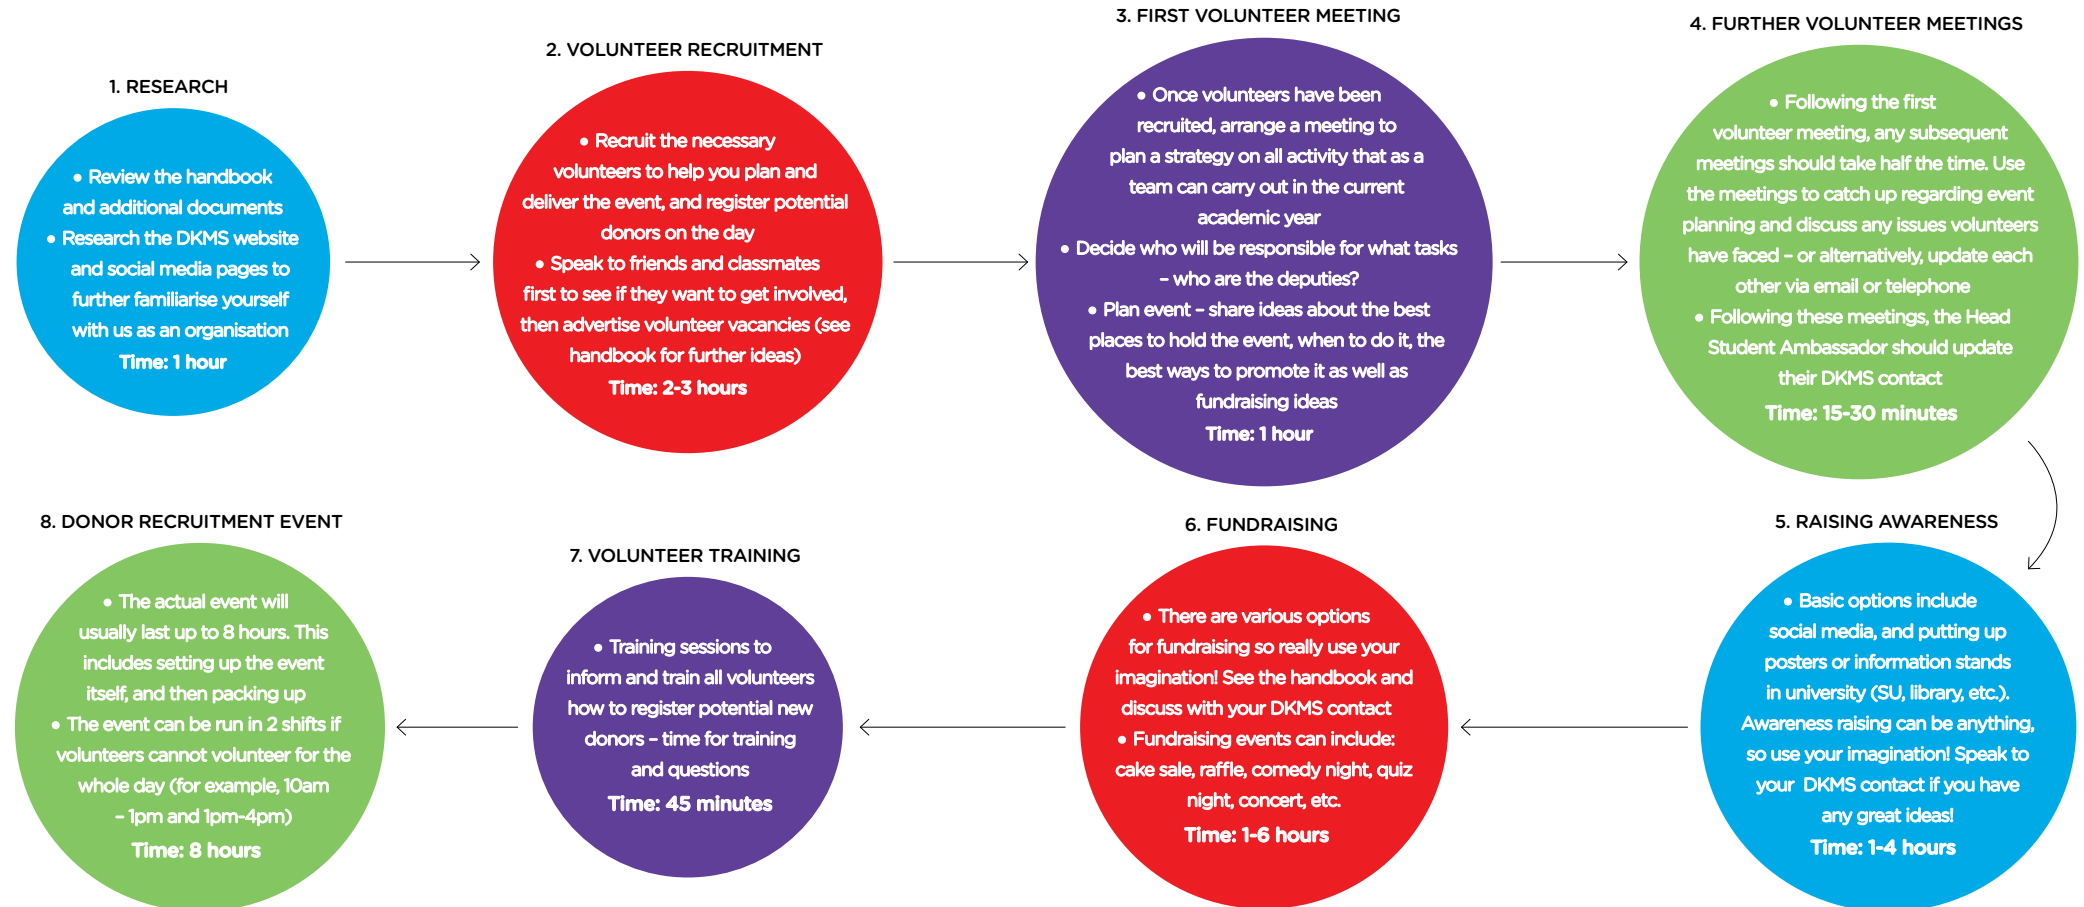 1. RESEARCH
• Review the handbook
and additional documents
• Research the DKMS website
and social media pages to
further familiarise yourself
with us as an organisation
Time: 1 hour
2. VOLUNTEER RECRUITMENT
• Recruit the necessary
volunteers to help you plan and
deliver the event, and register potential
donors on the day
• Speak to friends and classmates
first to see if they want to get involved,
then advertise volunteer vacancies (see
handbook for further ideas)
Time: 2-3 hours
3. FIRST VOLUNTEER MEETING
• Once volunteers have been
recruited, arrange a meeting to
plan a strategy on all activity that as a
team can carry out in the current
academic year
• Decide who will be responsible for what tasks
– who are the deputies?
• Plan event – share ideas about the best
places to hold the event, when to do it, the
best ways to promote it as well as
fundraising ideas
Time: 1 hour
4. FURTHER VOLUNTEER MEETINGS
• Following the first
volunteer meeting, any subsequent
meetings should take half the time. Use
the meetings to catch up regarding event
planning and discuss any issues volunteers
have faced – or alternatively, update each
other via email or telephone
• Following these meetings, the Head
Student Ambassador should update
their DKMS contact
Time: 15-30 minutes
5. RAISING AWARENESS
• Basic options include
social media, and putting up
posters or information stands
in university (SU, library, etc.).
Awareness raising can be anything,
so use your imagination! Speak to
your DKMS contact if you have
any great ideas!
Time: 1-4 hours
6. FUNDRAISING
• There are various options
for fundraising so really use your
imagination! See the handbook and
discuss with your DKMS contact
• Fundraising events can include:
cake sale, raffle, comedy night, quiz
night, concert, etc.
Time: 1-6 hours
7. VOLUNTEER TRAINING
• Training sessions to
inform and train all volunteers
how to register potential new
donors – time for training
and questions
Time: 45 minutes
8. DONOR RECRUITMENT EVENT
• The actual event will
usually last up to 8 hours. This
includes setting up the event
itself, and then packing up
• The event can be run in 2 shifts if
volunteers cannot volunteer for the
whole day (for example, 10am
– 1pm and 1pm-4pm)
Time: 8 hours